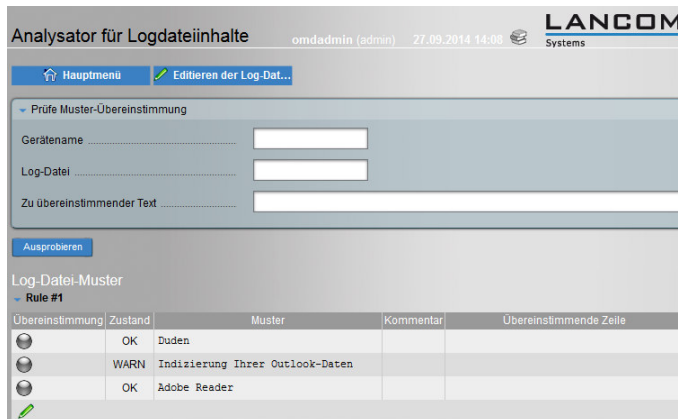 Analysator für Logdateiinhalte
omdadmin (admin) 27.09.2014 14:08
LANCOM
Systems
Hauptmenü
Editieren der Log-Dat...
Prüfe Muster-Übereinstimmung
Gerätename
Log-Datei
Zu übereinstimmender Text
Ausprobieren
Log-Datei-Muster
Rule #1
Übereinstimmung Zustand Muster Kommentar Übereinstimmende Zeile
OK Duden
WARN Indizierung Ihrer Outlook-Daten
OK Adobe Reader